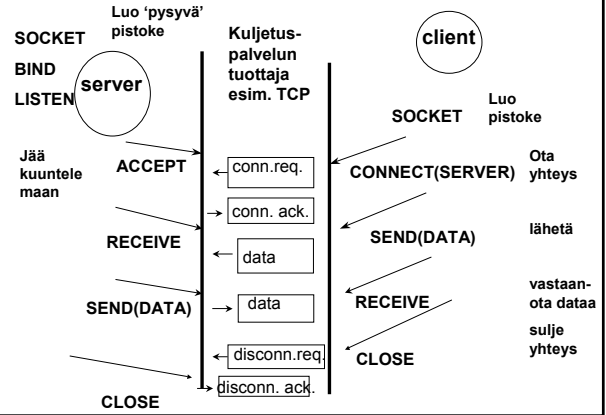 Luo ‘pysyvä’
pistoke
SOCKET
BIND
LISTEN
server
Kuljetus-
palvelun
tuottaja
esim. TCP
client
SOCKET
Luo
pistoke
Jää
kuuntele
maan
ACCEPT
conn.req.
CONNECT(SERVER)
Ota
yhteys
conn. ack.
RECEIVE
data
SEND(DATA)
lähetä
SEND(DATA)
data
RECEIVE
vastaan-
ota dataa
sulje
yhteys
disconn.req.
CLOSE
disconn. ack.
CLOSE